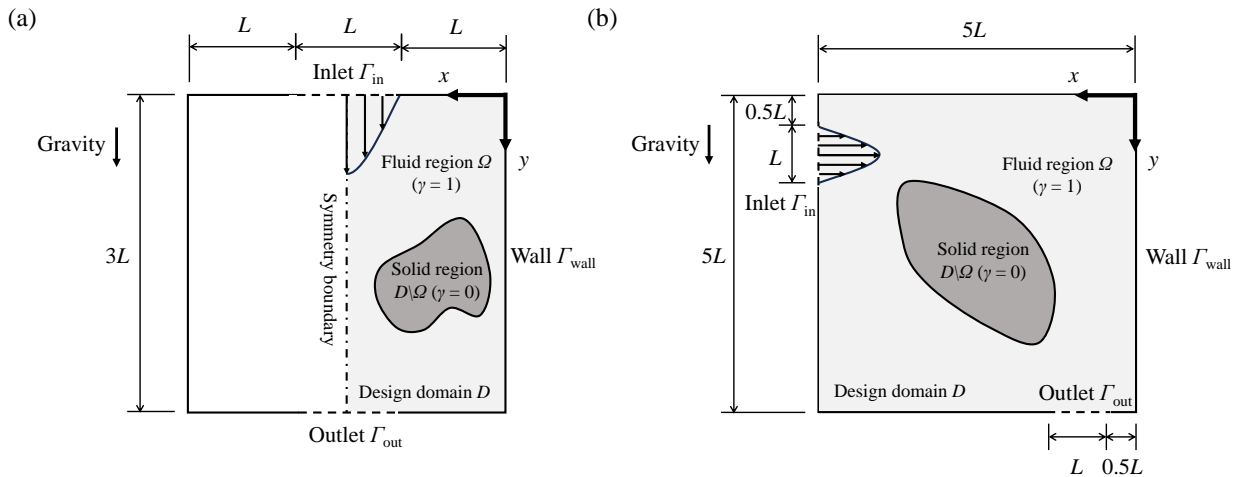 (a)
L
L
L
Inlet Γin
x
Gravity
y
Fluid region Ω
(γ = 1)
Symmetry boundary
3L
Wall Γwall
Solid region
D\Ω (γ = 0)
Design domain D
Outlet Γout
(b)
5L
x
0.5L
Gravity
L
y
Fluid region Ω
(γ = 1)
Inlet Γin
5L
Wall Γwall
Solid region
D\Ω (γ = 0)
Design domain D
Outlet Γout
L
0.5L